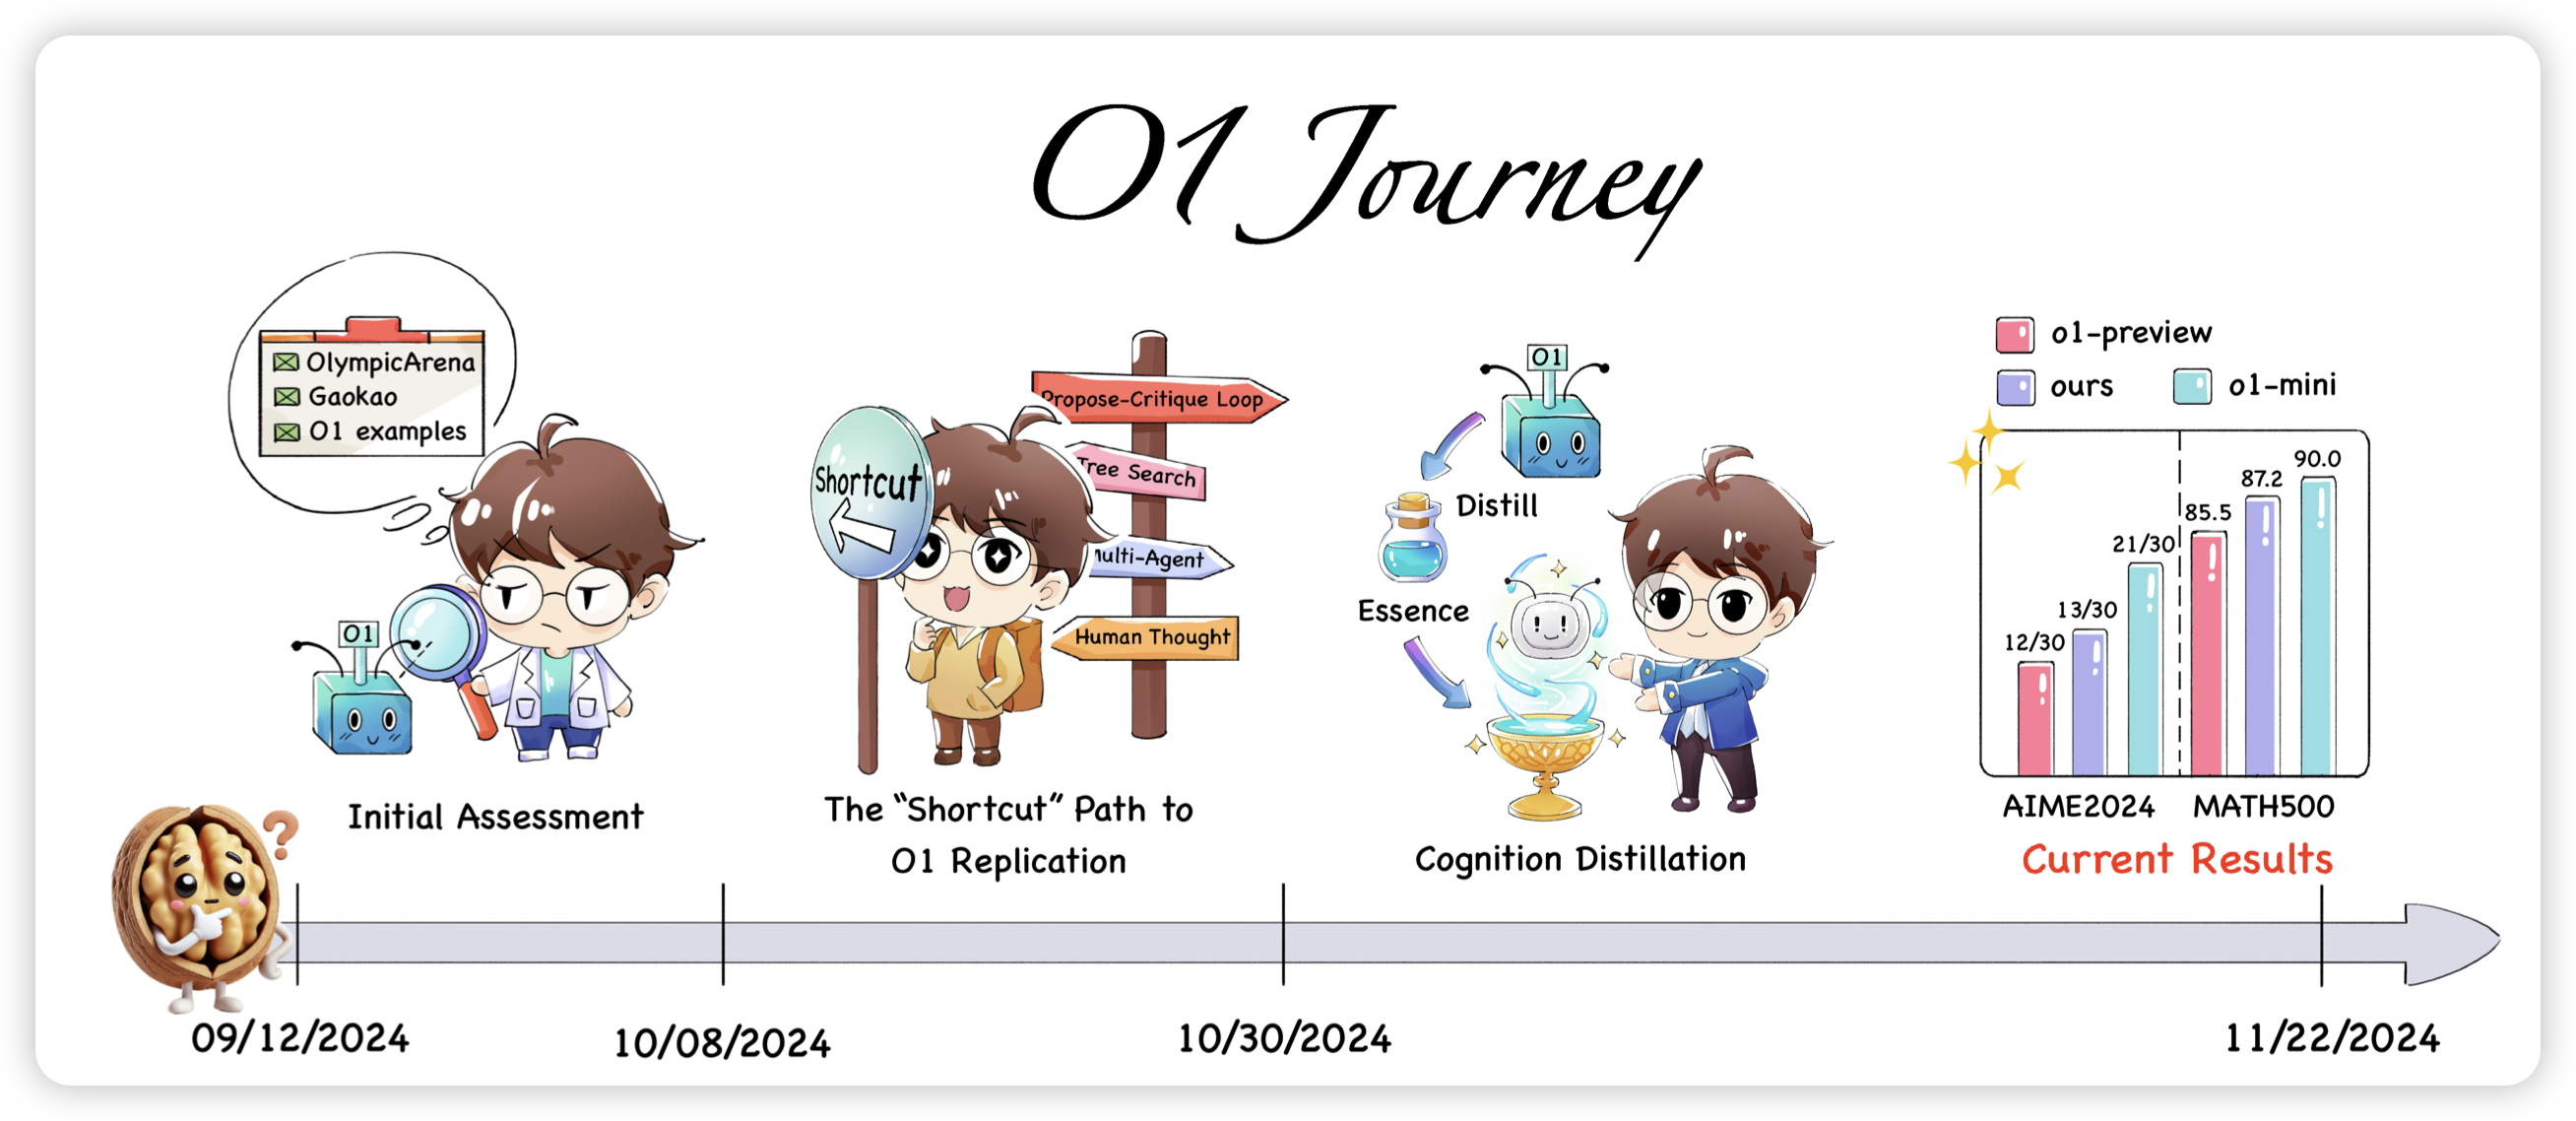 O1 Journey
OlympicArena
Gaokao
O1 examples
O1
Initial Assessment
Shortcut
Propose-Critique Loop
Tree Search
Multi-Agent
Human Thought
The “Shortcut” Path to
O1 Replication
O1
Distill
Essence
Cognition Distillation
o1-preview
ours
o1-mini
12/30
13/30
21/30
85.5
87.2
90.0
AIME2024
MATH500
Current Results
?
09/12/2024
10/08/2024
10/30/2024
11/22/2024